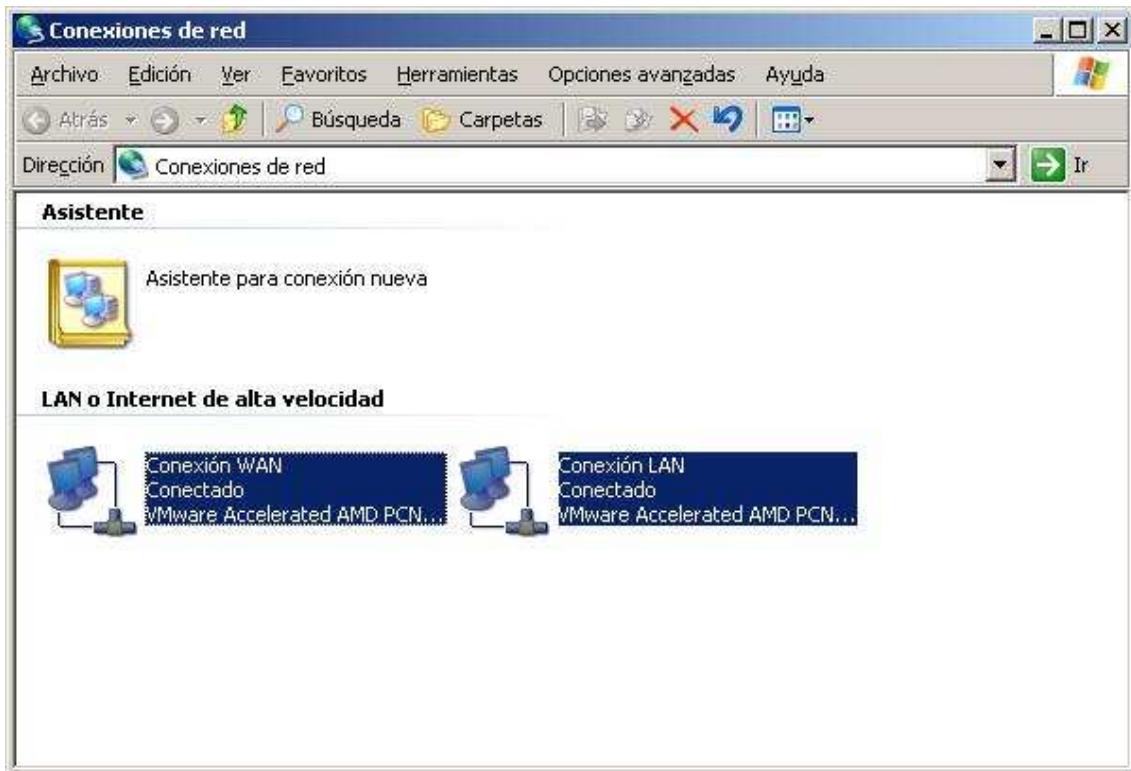 Conexiones de red
Archivo Edición Ver Favoritos Herramientas Opciones avanzadas Ayuda
Atrás Búsqueda Carpetas
Dirección Conexiones de red Ir
Asistente
Asistente para conexión nueva
LAN o Internet de alta velocidad
Conexión WAN Conexión LAN
Conectado Conectado
VMware Accelerated AMD PCN... VMware Accelerated AMD PCN...